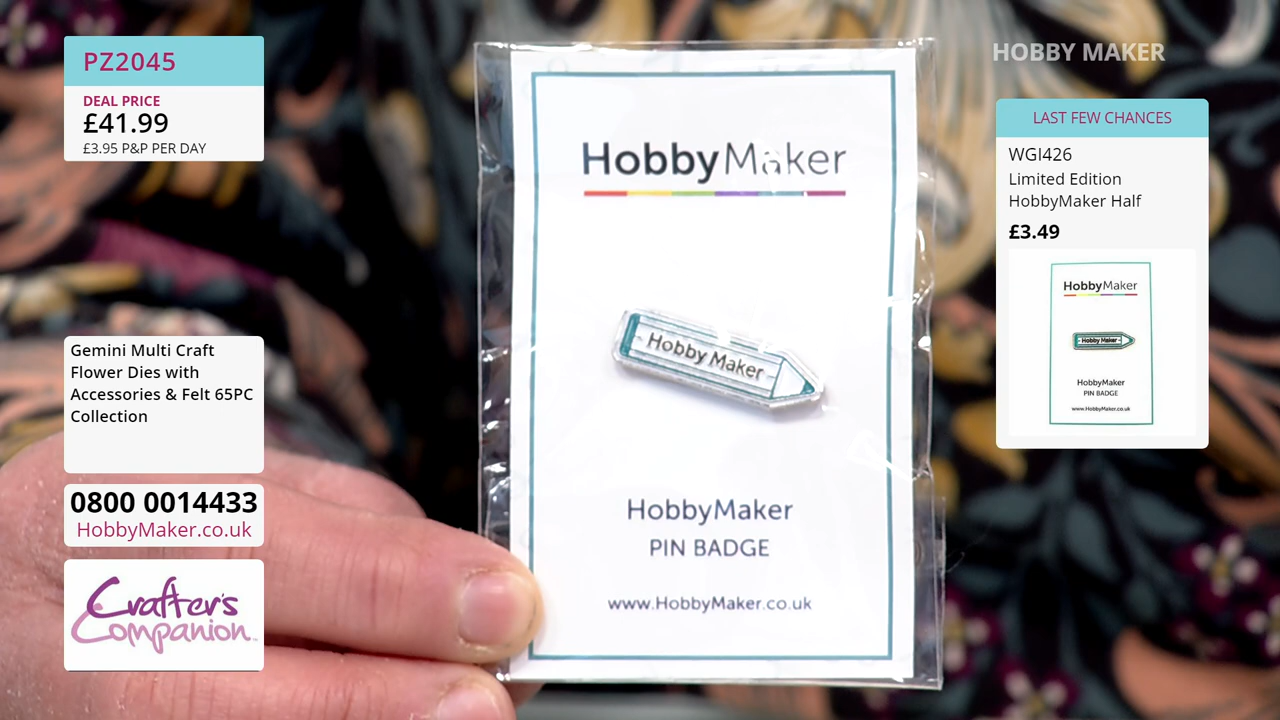 PZ2045
DEAL PRICE
£41.99
£3.95 P&P PER DAY
Gemini Multi Craft
Flower Dies with
Accessories & Felt 65PC
Collection
0800 0014433
HobbyMaker.co.uk
Crafter's
Companion
HobbyMaker
Hobby Maker
HobbyMaker
PIN BADGE
www.HobbyMaker.co.uk
HOBBY MAKER
LAST FEW CHANCES
WGI426
Limited Edition
HobbyMaker Half
£3.49
HobbyMaker
Hobby Maker
HobbyMaker
PIN BADGE
www.HobbyMaker.co.uk